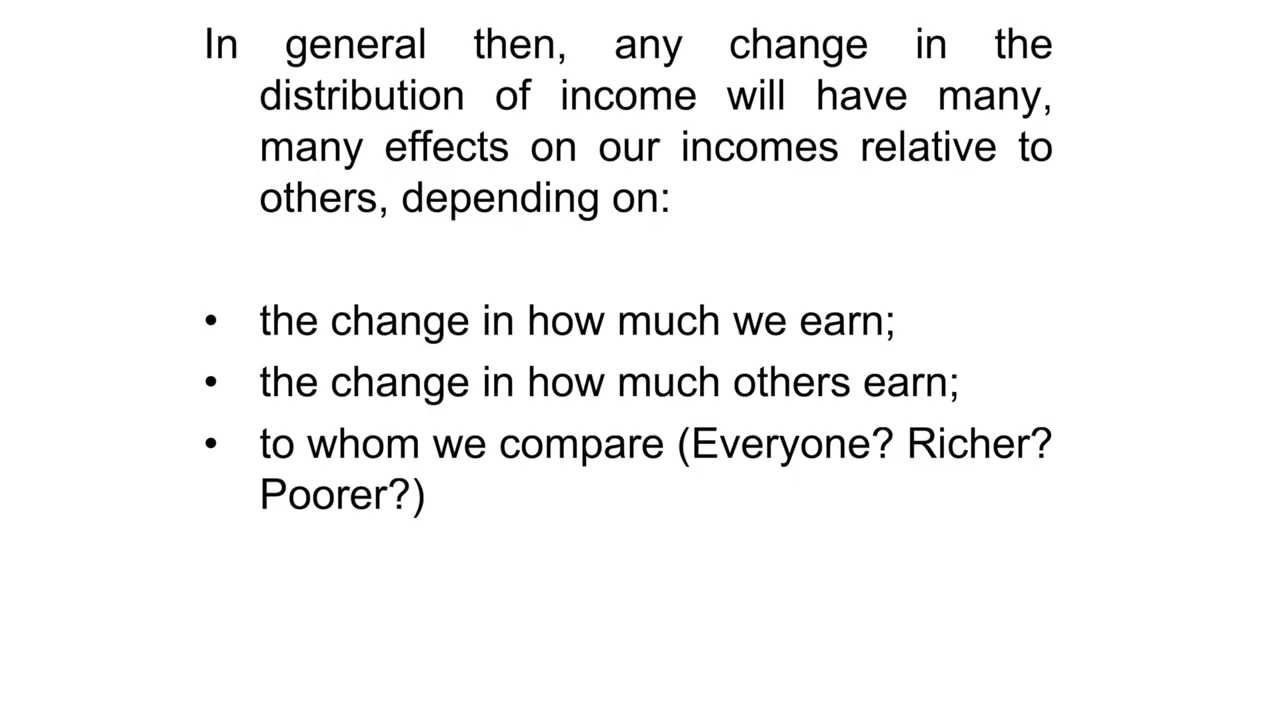 In general then, any change in the
distribution of income will have many,
many effects on our incomes relative to
others, depending on:
• the change in how much we earn;
• the change in how much others earn;
• to whom we compare (Everyone? Richer?
Poorer?)